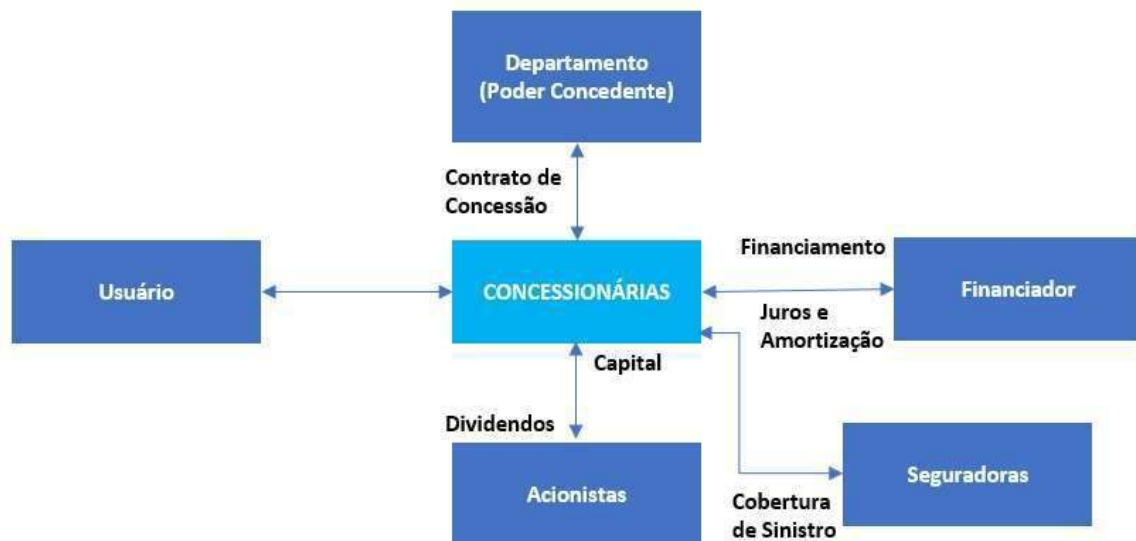 Departamento
(Poder Concedente)
Contrato de
Concessão
Usuário
CONCESSIONÁRIAS
Financiamento
Financiador
Juros e
Amortização
Capital
Dividendos
Acionistas
Seguradoras
Cobertura
de Sinistro